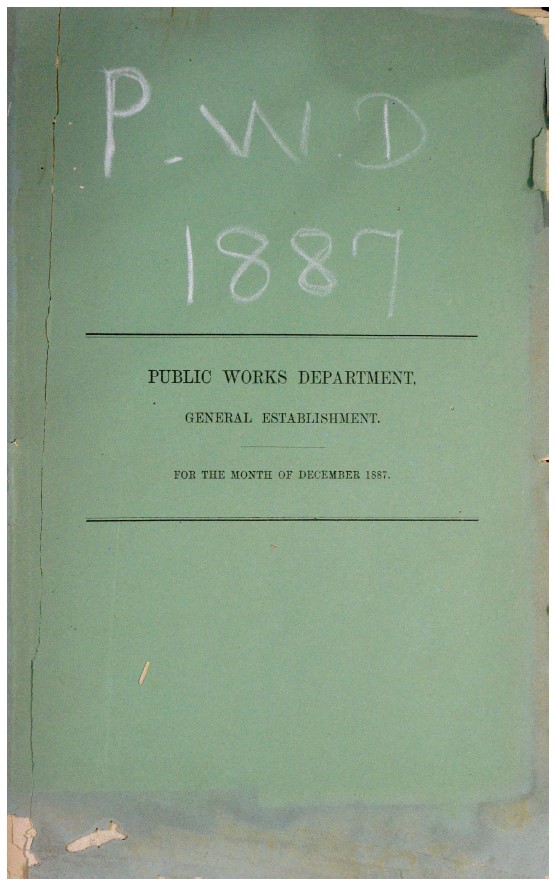 P. W. D
1887
PUBLIC WORKS DEPARTMENT,
GENERAL ESTABLISHMENT.
FOR THE MONTH OF DECEMBER 1887.